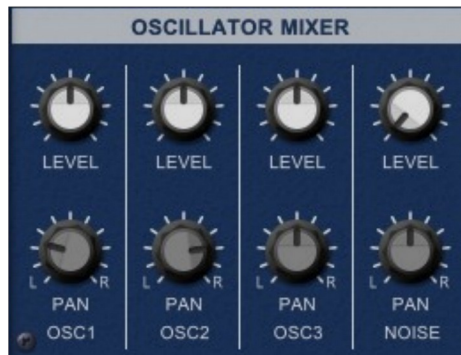 OSCILLATOR MIXER
LEVEL LEVEL LEVEL LEVEL
L R L R L R L R
PAN PAN PAN PAN
OSC1 OSC2 OSC3 NOISE